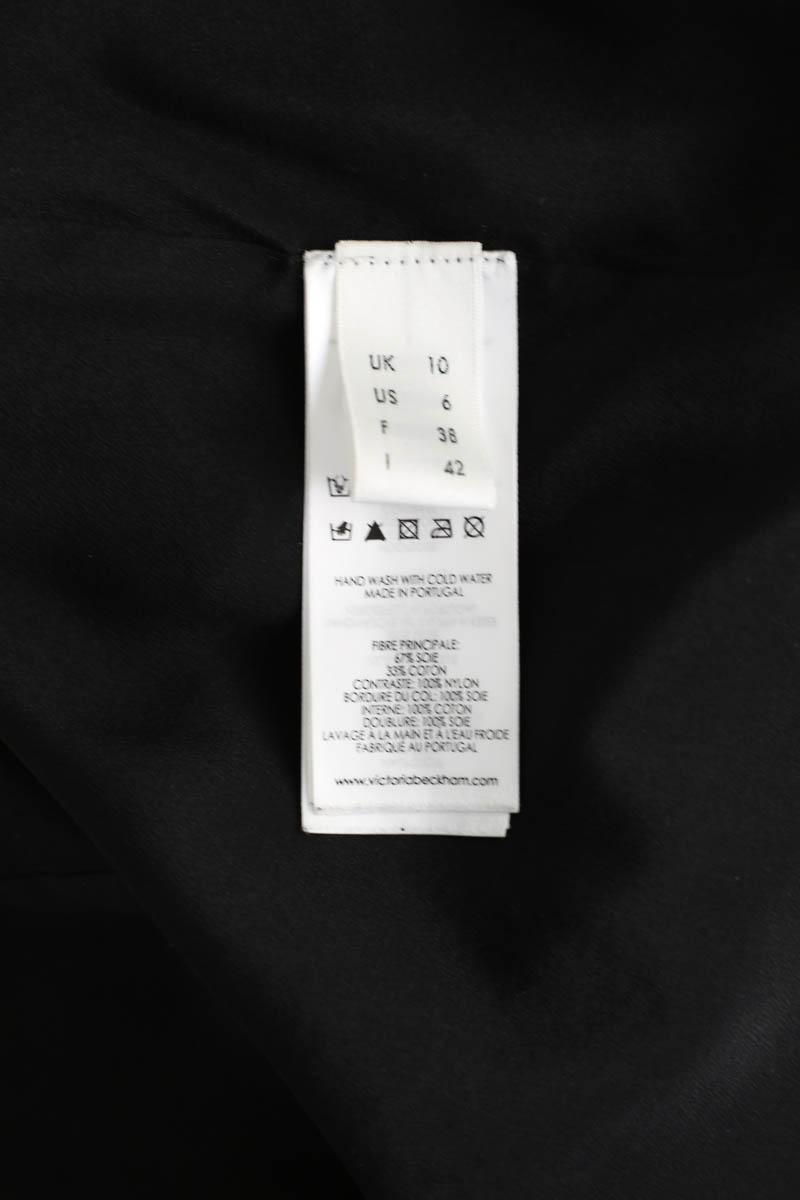 UK 10
US 6
F 38
I 42
HAND WASH WITH COLD WATER
MADE IN PORTUGAL
FIBRE PRINCIPALE:
67% SOIE
33% COTON
CONTRASTE: 100% NYLON
BORDURE DU COL: 100% SOIE
INTERNE: 100% COTON
DOUBLURE: 100% SOIE
LAVAGE À LA MAIN ET À L'EAU FROIDE
FABRIQUÉ AU PORTUGAL
www.victoriabeckham.com